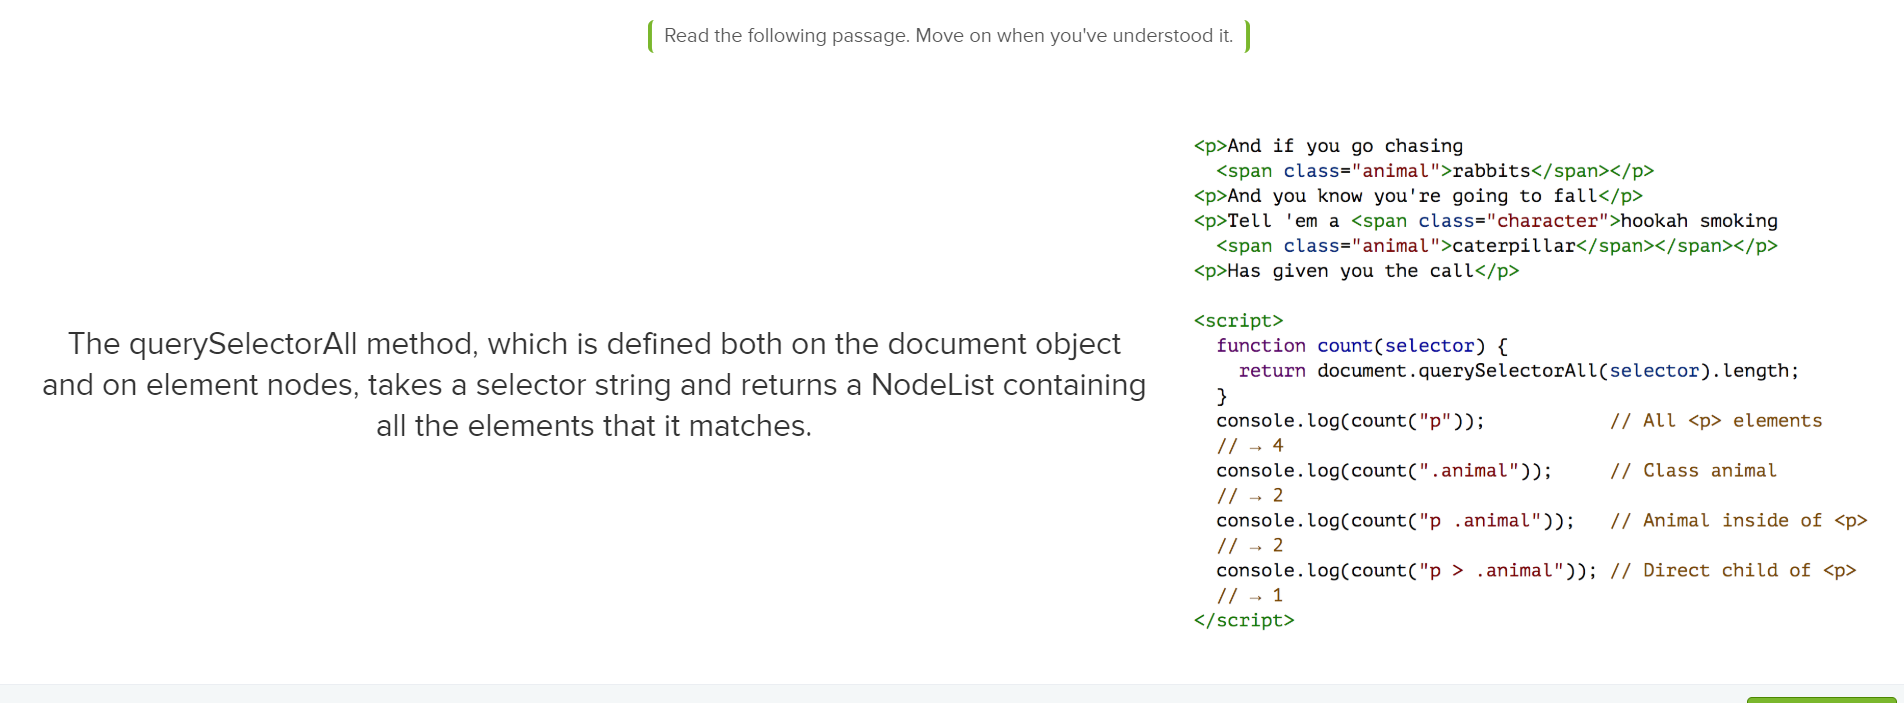 Read the following passage. Move on when you've understood it.
The querySelectorAll method, which is defined both on the document object
and on element nodes, takes a selector string and returns a NodeList containing
all the elements that it matches.
<p>And if you go chasing
  <span class="animal">rabbits</span></p>
<p>And you know you're going to fall</p>
<p>Tell 'em a <span class="character">hookah smoking
  <span class="animal">caterpillar</span></span></p>
<p>Has given you the call</p>

<script>
  function count(selector) {
    return document.querySelectorAll(selector).length;
  }
  console.log(count("p"));           // All <p> elements
  // → 4
  console.log(count(".animal"));     // Class animal
  // → 2
  console.log(count("p .animal"));   // Animal inside of <p>
  // → 2
  console.log(count("p > .animal")); // Direct child of <p>
  // → 1
</script>